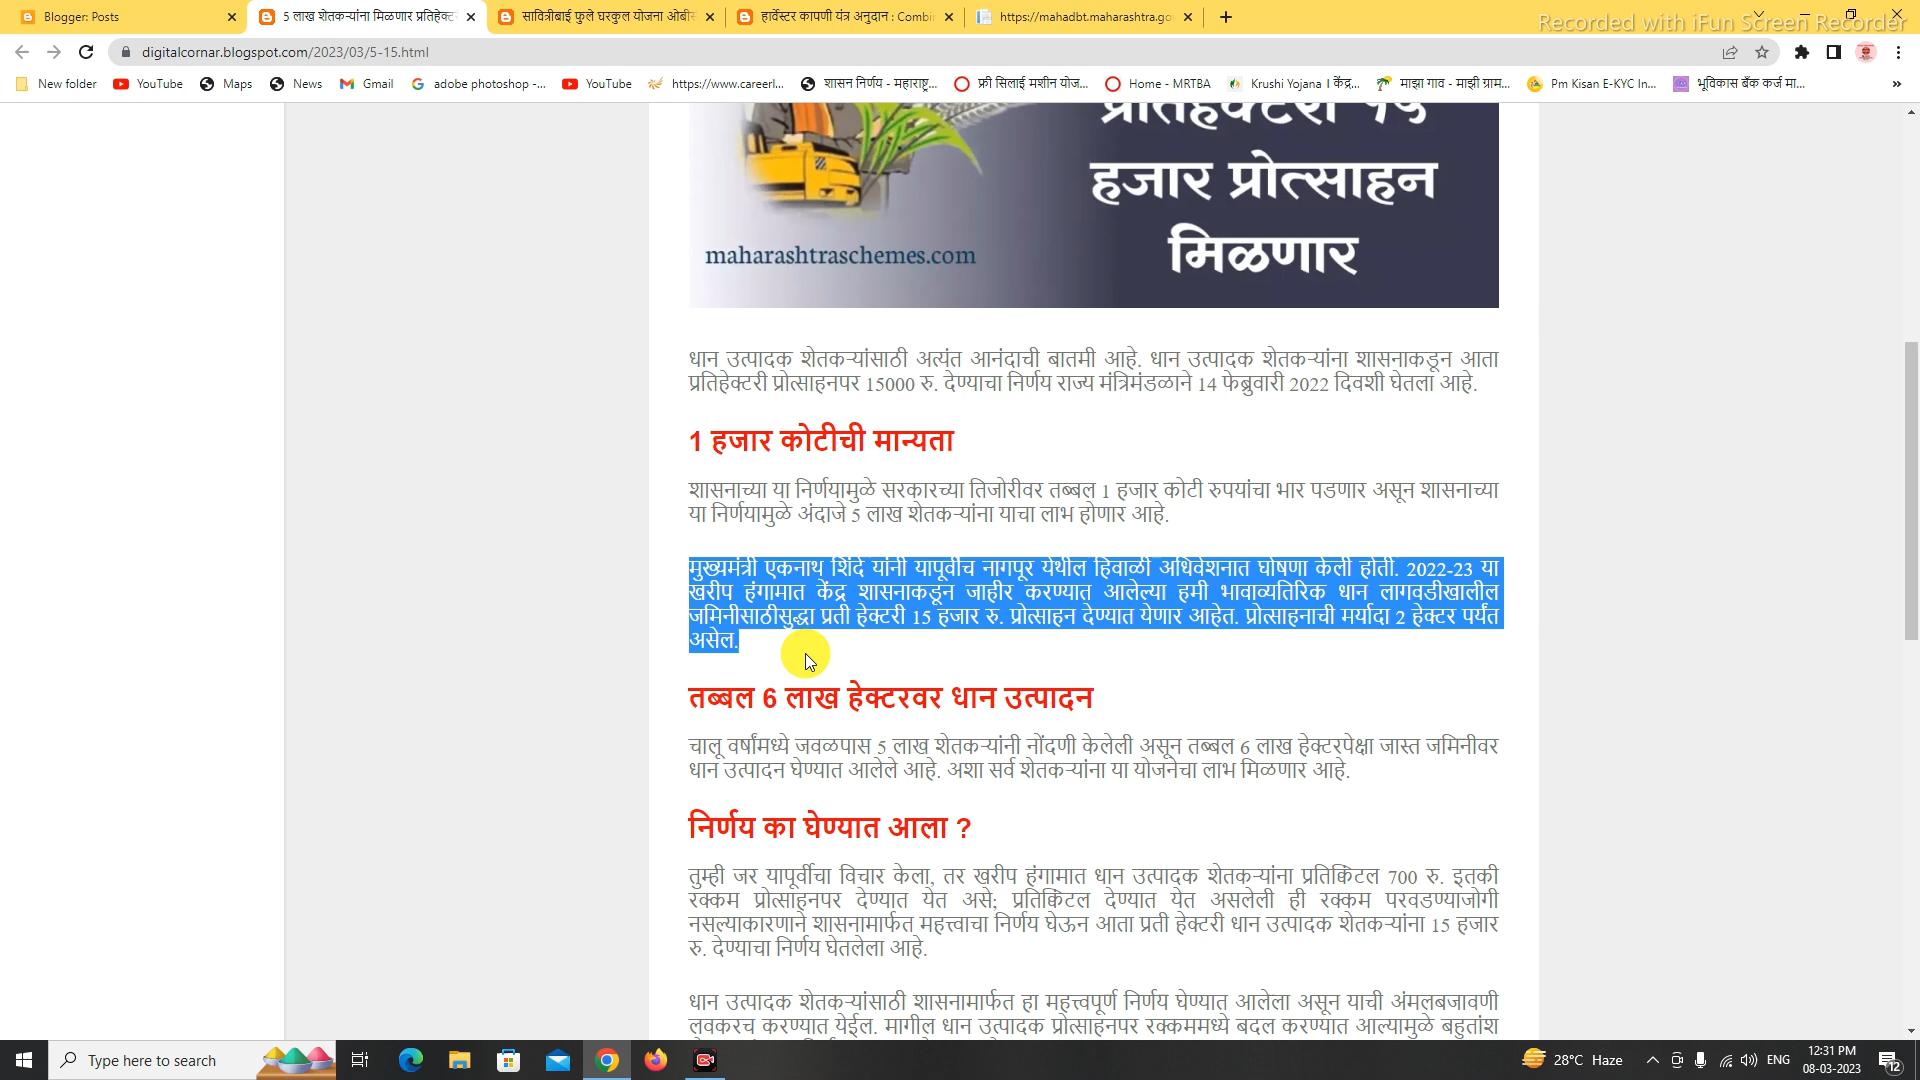 Blogger: Posts
5 लाख शेतकऱ्यांना मिळणार प्रतिहेक्ट
सावित्रीबाई फुले घरकुल योजना ओबीस
हार्वेस्टर कापणी यंत्र अनुदान : Combi
https://mahadbt.maharashtra.go
Recorded with iFun Screen Recorder
digitalcornar.blogspot.com/2023/03/5-15.html
New folder
YouTube
Maps
News
Gmail
adobe photoshop -...
YouTube
https://www.careerl...
शासन निर्णय - महाराष्ट्र...
फ्री सिलाई मशीन योज...
Home - MRTBA
Krushi Yojana I केंद्र...
माझा गाव - माझी ग्राम...
Pm Kisan E-KYC In...
भूविकास बँक कर्ज मा...
»
प्रतिहेक्टरी १५
हजार प्रोत्साहन
मिळणार
maharashtraschemes.com
धान उत्पादक शेतकऱ्यांसाठी अत्यंत आनंदाची बातमी आहे. धान उत्पादक शेतकऱ्यांना शासनाकडून आता
प्रतिहेक्टरी प्रोत्साहनपर 15000 रु. देण्याचा निर्णय राज्य मंत्रिमंडळाने 14 फेब्रुवारी 2022 दिवशी घेतला आहे.
1 हजार कोटीची मान्यता
शासनाच्या या निर्णयामुळे सरकारच्या तिजोरीवर तब्बल 1 हजार कोटी रुपयांचा भार पडणार असून शासनाच्या
या निर्णयामुळे अंदाजे 5 लाख शेतकऱ्यांना याचा लाभ होणार आहे.
मुख्यमंत्री एकनाथ शिंदे यांनी यापूर्वीच नागपूर येथील हिवाळी अधिवेशनात घोषणा केली होती. 2022-23 या
खरीप हंगामात केंद्र शासनाकडून जाहीर करण्यात आलेल्या हमी भावाव्यतिरिक धान लागवडीखालील
जमिनीसाठीसुद्धा प्रती हेक्टरी 15 हजार रु. प्रोत्साहन देण्यात येणार आहेत. प्रोत्साहनाची मर्यादा 2 हेक्टर पर्यंत
असेल.
तब्बल 6 लाख हेक्टरवर धान उत्पादन
चालू वर्षांमध्ये जवळपास 5 लाख शेतकऱ्यांनी नोंदणी केलेली असून तब्बल 6 लाख हेक्टरपेक्षा जास्त जमिनीवर
धान उत्पादन घेण्यात आलेले आहे. अशा सर्व शेतकऱ्यांना या योजनेचा लाभ मिळणार आहे.
निर्णय का घेण्यात आला ?
तुम्ही जर यापूर्वीचा विचार केला, तर खरीप हंगामात धान उत्पादक शेतकऱ्यांना प्रतिक्विंटल 700 रु. इतकी
रक्कम प्रोत्साहनपर देण्यात येत असे; प्रतिक्विंटल देण्यात येत असलेली ही रक्कम परवडण्याजोगी
नसल्याकारणाने शासनामार्फत महत्त्वाचा निर्णय घेऊन आता प्रती हेक्टरी धान उत्पादक शेतकऱ्यांना 15 हजार
रु. देण्याचा निर्णय घेतलेला आहे.
धान उत्पादक शेतकऱ्यांसाठी शासनामार्फत हा महत्त्वपूर्ण निर्णय घेण्यात आलेला असून याची अंमलबजावणी
लवकरच करण्यात येईल. मागील धान उत्पादक प्रोत्साहनपर रक्कममध्ये बदल करण्यात आल्यामुळे बहुतांश
Type here to search
28°C Haze
ENG
12:31 PM
08-03-2023
12